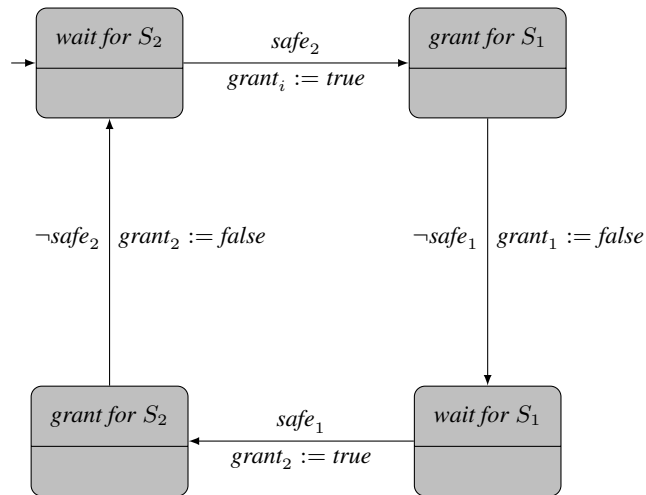 wait for S₂
safe₂
grantᵢ := true
grant for S₁
¬safe₂ grant₂ := false
¬safe₁ grant₁ := false
grant for S₂
safe₁
grant₂ := true
wait for S₁